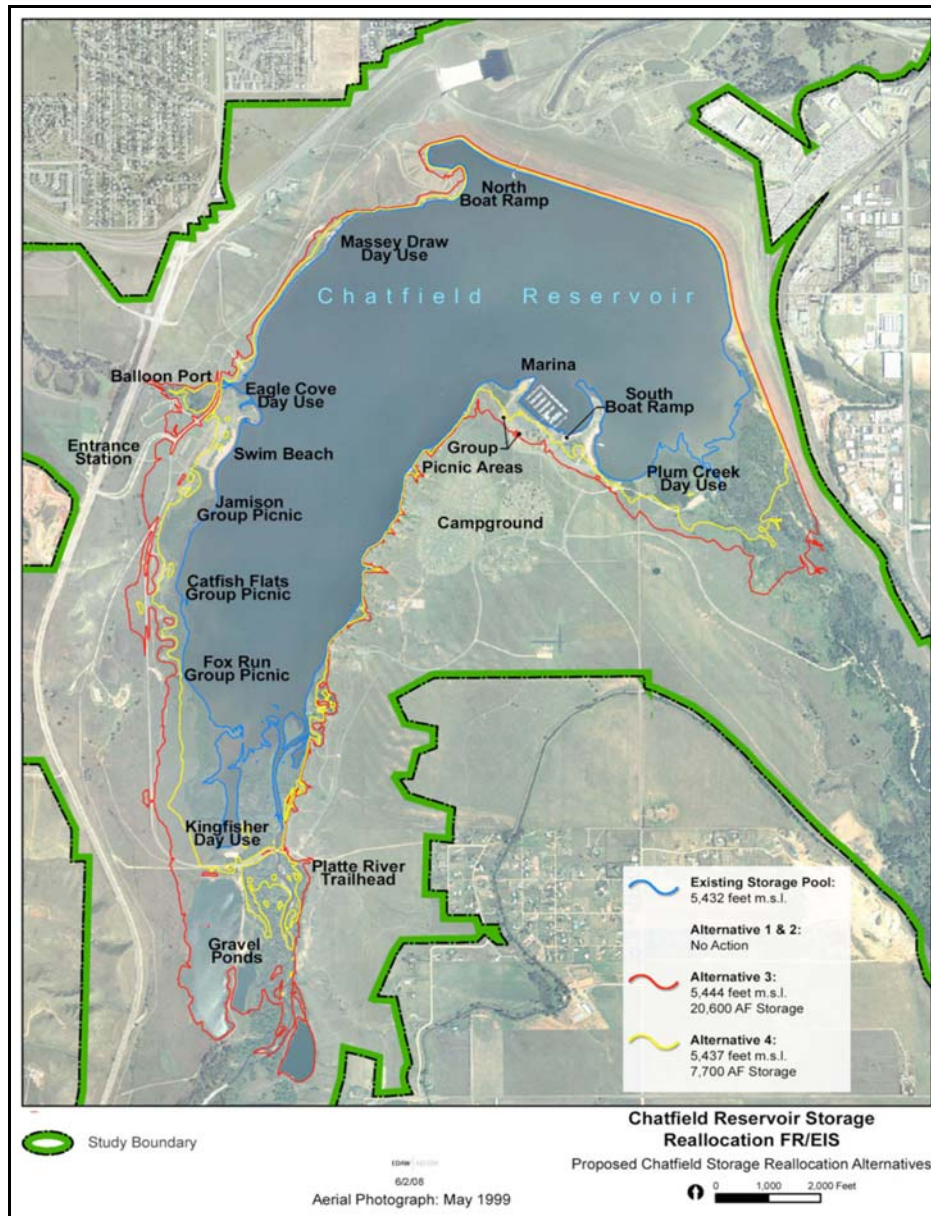 North
Boat Ramp
Massey Draw
Day Use
Chatfield Reservoir
Balloon Port
Eagle Cove
Day Use
Marina
South
Boat Ramp
Entrance
Station
Swim Beach
Group
Picnic Areas
Plum Creek
Day Use
Jamison
Group Picnic
Campground
Catfish Flats
Group Picnic
Fox Run
Group Picnic
Kingfisher
Day Use
Platte River
Trailhead
Gravel
Ponds
Existing Storage Pool:
5,432 feet m.s.l.
Alternative 1 & 2:
No Action
Alternative 3:
5,444 feet m.s.l.
20,600 AF Storage
Alternative 4:
5,437 feet m.s.l.
7,700 AF Storage
Study Boundary
EDAW
6/2/08
Aerial Photograph: May 1999
Chatfield Reservoir Storage
Reallocation FR/EIS
Proposed Chatfield Storage Reallocation Alternatives
0 1,000 2,000 Feet